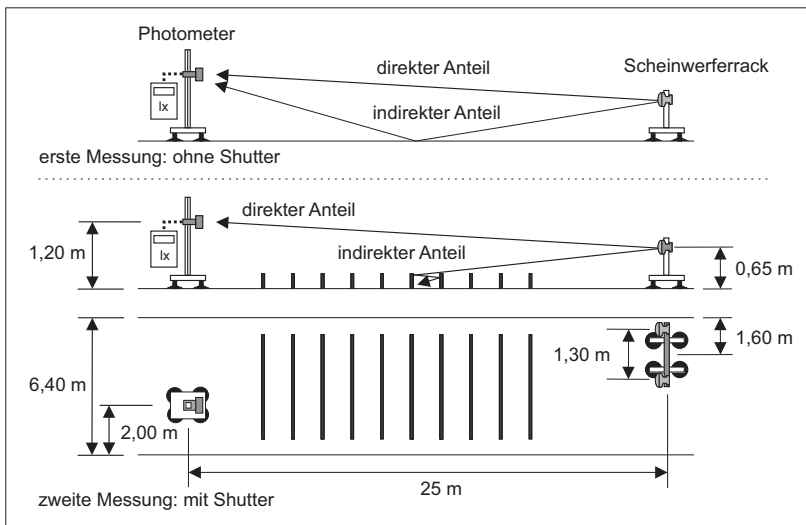 Photometer
direkter Anteil
Scheinwerferrack
lx
indirekter Anteil
erste Messung: ohne Shutter
direkter Anteil
1,20 m
lx
indirekter Anteil
0,65 m
1,30 m
1,60 m
6,40 m
2,00 m
25 m
zweite Messung: mit Shutter